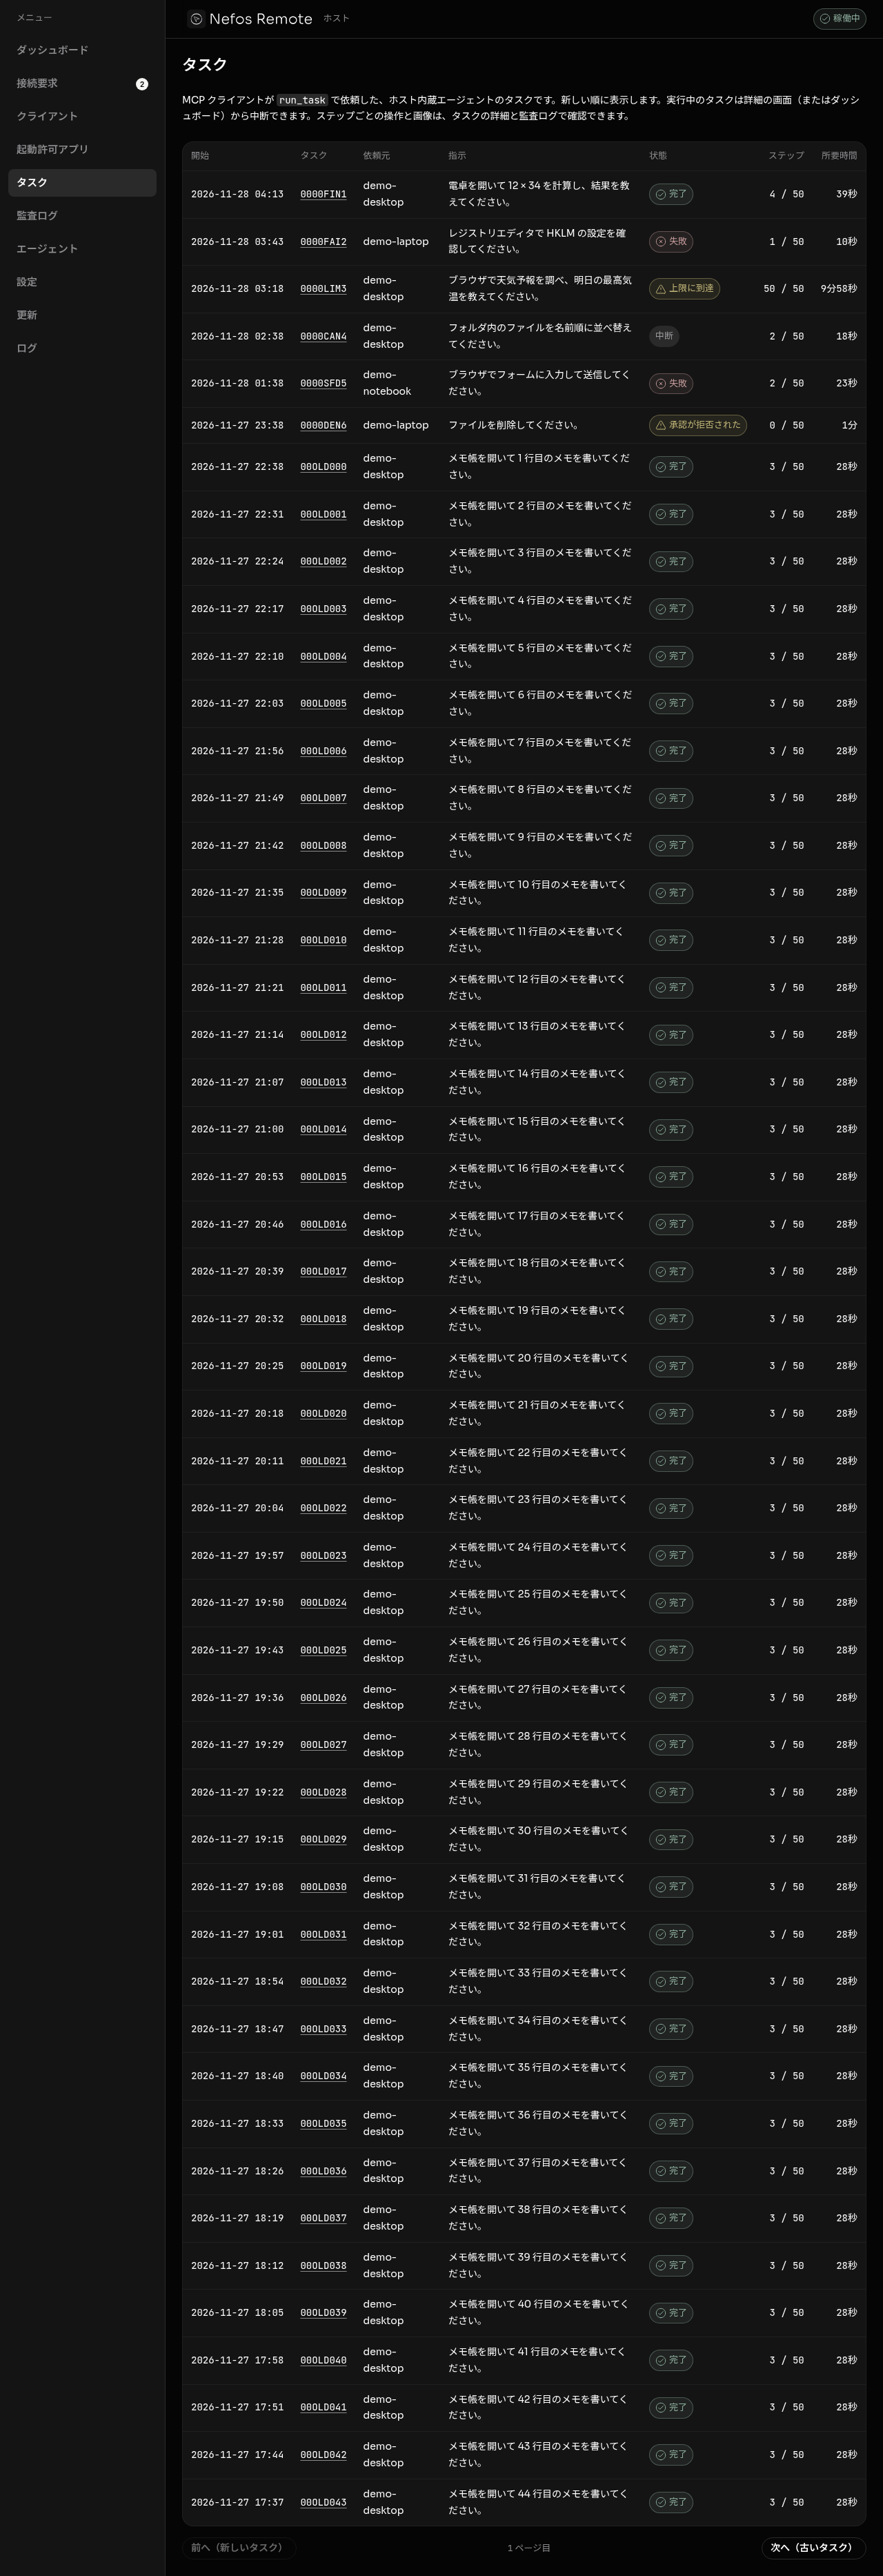 メニュー
ダッシュボード
接続要求 2
クライアント
起動許可アプリ
タスク
監査ログ
エージェント
設定
更新
ログ
Nefos Remote ホスト
稼働中
タスク
MCP クライアントが run_task で依頼した、ホスト内蔵エージェントのタスクです。新しい順に表示します。実行中のタスクは詳細の画面（またはダッシ
ュボード）から中断できます。ステップごとの操作と画像は、タスクの詳細と監査ログで確認できます。
開始 タスク 依頼元 指示 状態 ステップ 所要時間
2026-11-28 04:13 0000FIN1 demo-desktop 電卓を開いて 12 × 34 を計算し、結果を教えてください。 完了 4 / 50 39秒
2026-11-28 03:43 0000FAI2 demo-laptop レジストリエディタで HKLM の設定を確認してください。 失敗 1 / 50 10秒
2026-11-28 03:18 0000LIM3 demo-desktop ブラウザで天気予報を調べ、明日の最高気温を教えてください。 上限に到達 50 / 50 9分58秒
2026-11-28 02:38 0000CAN4 demo-desktop フォルダ内のファイルを名前順に並べ替えてください。 中断 2 / 50 18秒
2026-11-28 01:38 0000SFD5 demo-notebook ブラウザでフォームに入力して送信してください。 失敗 2 / 50 23秒
2026-11-27 23:38 0000DEN6 demo-laptop ファイルを削除してください。 承認が拒否された 0 / 50 1分
2026-11-27 22:38 00OLD000 demo-desktop メモ帳を開いて 1 行目のメモを書いてください。 完了 3 / 50 28秒
2026-11-27 22:31 00OLD001 demo-desktop メモ帳を開いて 2 行目のメモを書いてください。 完了 3 / 50 28秒
2026-11-27 22:24 00OLD002 demo-desktop メモ帳を開いて 3 行目のメモを書いてください。 完了 3 / 50 28秒
2026-11-27 22:17 00OLD003 demo-desktop メモ帳を開いて 4 行目のメモを書いてください。 完了 3 / 50 28秒
2026-11-27 22:10 00OLD004 demo-desktop メモ帳を開いて 5 行目のメモを書いてください。 完了 3 / 50 28秒
2026-11-27 22:03 00OLD005 demo-desktop メモ帳を開いて 6 行目のメモを書いてください。 完了 3 / 50 28秒
2026-11-27 21:56 00OLD006 demo-desktop メモ帳を開いて 7 行目のメモを書いてください。 完了 3 / 50 28秒
2026-11-27 21:49 00OLD007 demo-desktop メモ帳を開いて 8 行目のメモを書いてください。 完了 3 / 50 28秒
2026-11-27 21:42 00OLD008 demo-desktop メモ帳を開いて 9 行目のメモを書いてください。 完了 3 / 50 28秒
2026-11-27 21:35 00OLD009 demo-desktop メモ帳を開いて 10 行目のメモを書いてください。 完了 3 / 50 28秒
2026-11-27 21:28 00OLD010 demo-desktop メモ帳を開いて 11 行目のメモを書いてください。 完了 3 / 50 28秒
2026-11-27 21:21 00OLD011 demo-desktop メモ帳を開いて 12 行目のメモを書いてください。 完了 3 / 50 28秒
2026-11-27 21:14 00OLD012 demo-desktop メモ帳を開いて 13 行目のメモを書いてください。 完了 3 / 50 28秒
2026-11-27 21:07 00OLD013 demo-desktop メモ帳を開いて 14 行目のメモを書いてください。 完了 3 / 50 28秒
2026-11-27 21:00 00OLD014 demo-desktop メモ帳を開いて 15 行目のメモを書いてください。 完了 3 / 50 28秒
2026-11-27 20:53 00OLD015 demo-desktop メモ帳を開いて 16 行目のメモを書いてください。 完了 3 / 50 28秒
2026-11-27 20:46 00OLD016 demo-desktop メモ帳を開いて 17 行目のメモを書いてください。 完了 3 / 50 28秒
2026-11-27 20:39 00OLD017 demo-desktop メモ帳を開いて 18 行目のメモを書いてください。 完了 3 / 50 28秒
2026-11-27 20:32 00OLD018 demo-desktop メモ帳を開いて 19 行目のメモを書いてください。 完了 3 / 50 28秒
2026-11-27 20:25 00OLD019 demo-desktop メモ帳を開いて 20 行目のメモを書いてください。 完了 3 / 50 28秒
2026-11-27 20:18 00OLD020 demo-desktop メモ帳を開いて 21 行目のメモを書いてください。 完了 3 / 50 28秒
2026-11-27 20:11 00OLD021 demo-desktop メモ帳を開いて 22 行目のメモを書いてください。 完了 3 / 50 28秒
2026-11-27 20:04 00OLD022 demo-desktop メモ帳を開いて 23 行目のメモを書いてください。 完了 3 / 50 28秒
2026-11-27 19:57 00OLD023 demo-desktop メモ帳を開いて 24 行目のメモを書いてください。 完了 3 / 50 28秒
2026-11-27 19:50 00OLD024 demo-desktop メモ帳を開いて 25 行目のメモを書いてください。 完了 3 / 50 28秒
2026-11-27 19:43 00OLD025 demo-desktop メモ帳を開いて 26 行目のメモを書いてください。 完了 3 / 50 28秒
2026-11-27 19:36 00OLD026 demo-desktop メモ帳を開いて 27 行目のメモを書いてください。 完了 3 / 50 28秒
2026-11-27 19:29 00OLD027 demo-desktop メモ帳を開いて 28 行目のメモを書いてください。 完了 3 / 50 28秒
2026-11-27 19:22 00OLD028 demo-desktop メモ帳を開いて 29 行目のメモを書いてください。 完了 3 / 50 28秒
2026-11-27 19:15 00OLD029 demo-desktop メモ帳を開いて 30 行目のメモを書いてください。 完了 3 / 50 28秒
2026-11-27 19:08 00OLD030 demo-desktop メモ帳を開いて 31 行目のメモを書いてください。 完了 3 / 50 28秒
2026-11-27 19:01 00OLD031 demo-desktop メモ帳を開いて 32 行目のメモを書いてください。 完了 3 / 50 28秒
2026-11-27 18:54 00OLD032 demo-desktop メモ帳を開いて 33 行目のメモを書いてください。 完了 3 / 50 28秒
2026-11-27 18:47 00OLD033 demo-desktop メモ帳を開いて 34 行目のメモを書いてください。 完了 3 / 50 28秒
2026-11-27 18:40 00OLD034 demo-desktop メモ帳を開いて 35 行目のメモを書いてください。 完了 3 / 50 28秒
2026-11-27 18:33 00OLD035 demo-desktop メモ帳を開いて 36 行目のメモを書いてください。 完了 3 / 50 28秒
2026-11-27 18:26 00OLD036 demo-desktop メモ帳を開いて 37 行目のメモを書いてください。 完了 3 / 50 28秒
2026-11-27 18:19 00OLD037 demo-desktop メモ帳を開いて 38 行目のメモを書いてください。 完了 3 / 50 28秒
2026-11-27 18:12 00OLD038 demo-desktop メモ帳を開いて 39 行目のメモを書いてください。 完了 3 / 50 28秒
2026-11-27 18:05 00OLD039 demo-desktop メモ帳を開いて 40 行目のメモを書いてください。 完了 3 / 50 28秒
2026-11-27 17:58 00OLD040 demo-desktop メモ帳を開いて 41 行目のメモを書いてください。 完了 3 / 50 28秒
2026-11-27 17:51 00OLD041 demo-desktop メモ帳を開いて 42 行目のメモを書いてください。 完了 3 / 50 28秒
2026-11-27 17:44 00OLD042 demo-desktop メモ帳を開いて 43 行目のメモを書いてください。 完了 3 / 50 28秒
2026-11-27 17:37 00OLD043 demo-desktop メモ帳を開いて 44 行目のメモを書いてください。 完了 3 / 50 28秒
前へ（新しいタスク） 1 ページ目 次へ（古いタスク）